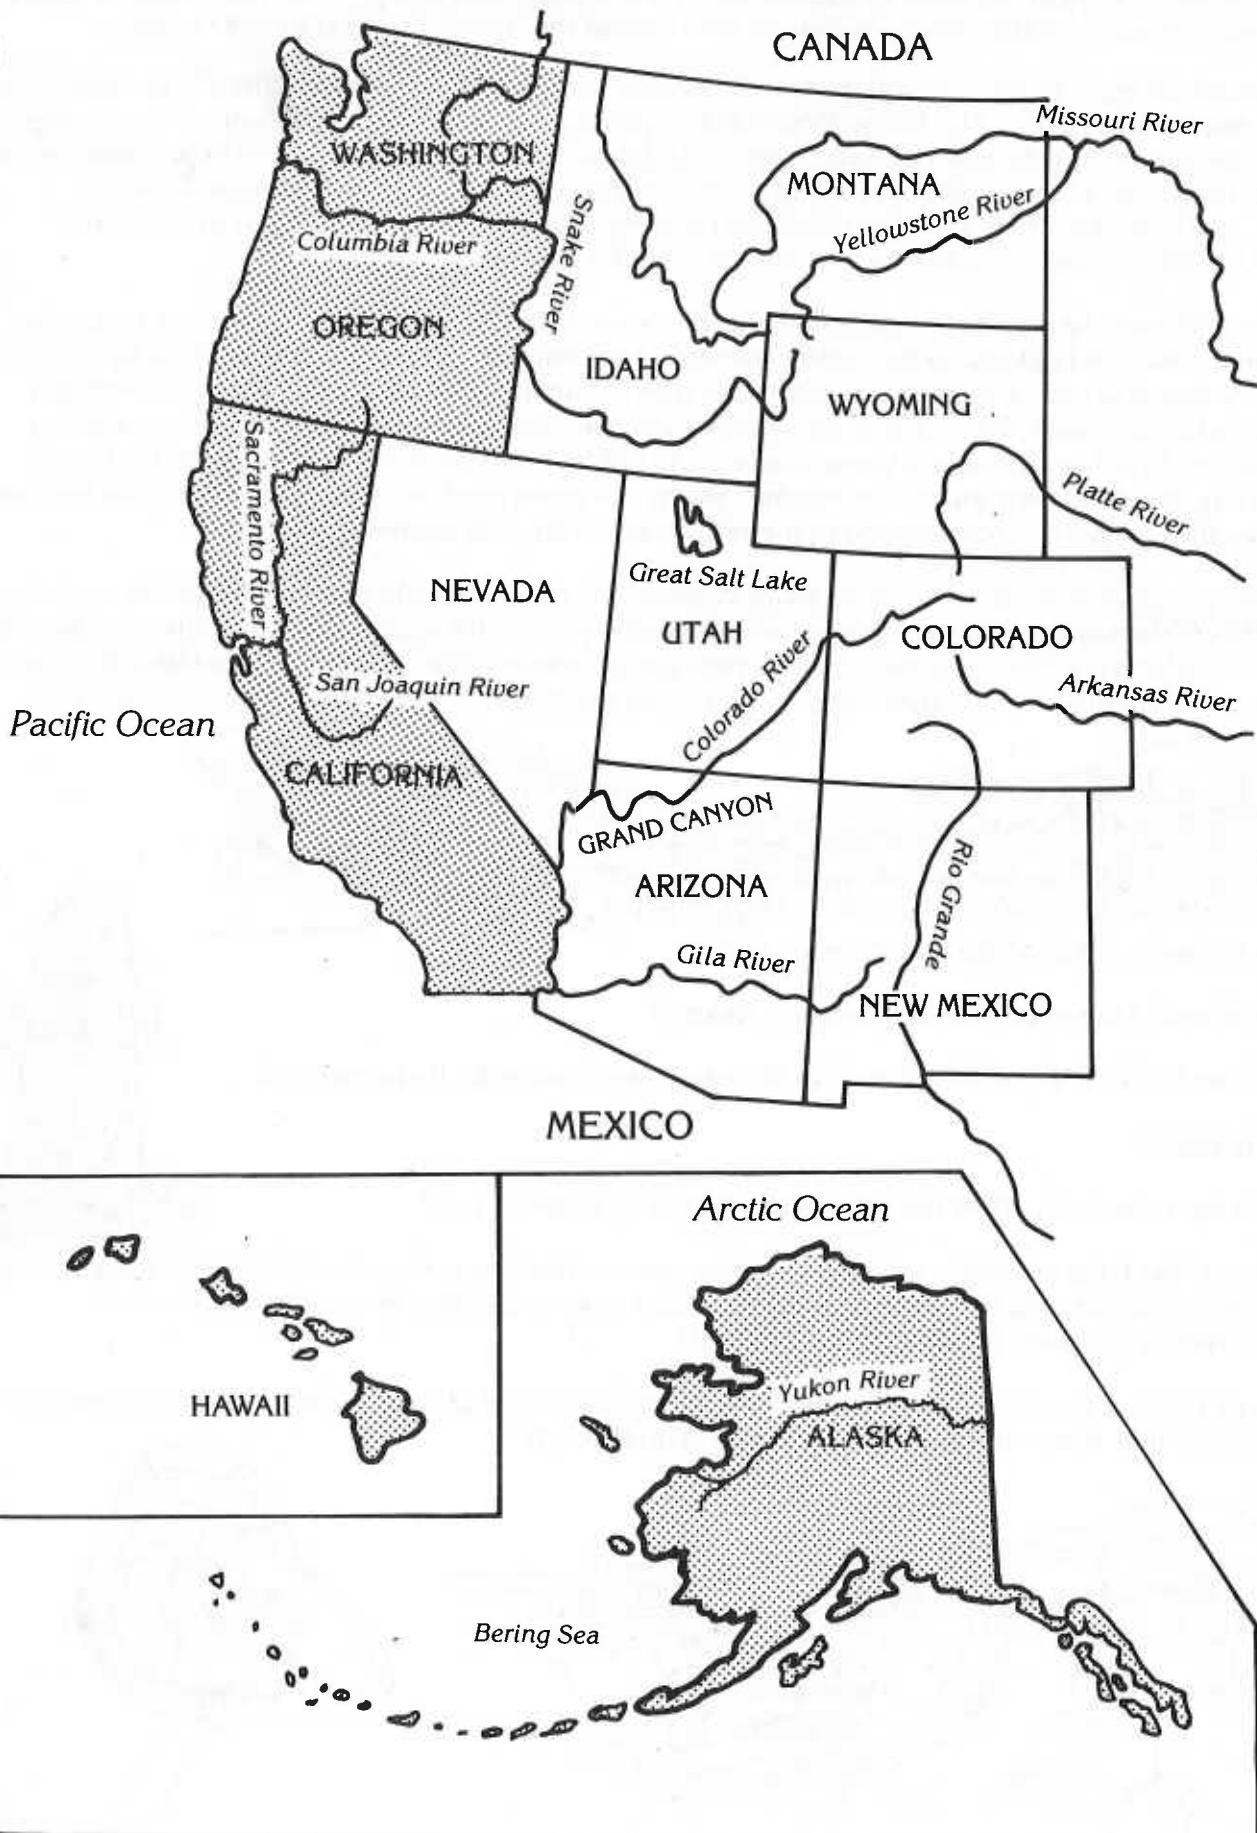 CANADA
Missouri River
WASHINGTON
MONTANA
Yellowstone River
Snake River
Columbia River
OREGON
IDAHO
WYOMING
Sacramento River
Platte River
Great Salt Lake
NEVADA
UTAH
COLORADO
Colorado River
San Joaquin River
Arkansas River
Pacific Ocean
CALIFORNIA
GRAND CANYON
ARIZONA
Rio Grande
Gila River
NEW MEXICO
MEXICO
Arctic Ocean
Yukon River
HAWAII
ALASKA
Bering Sea